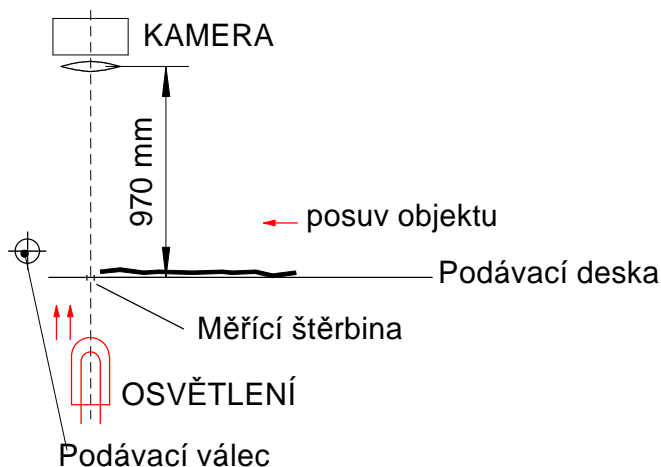 KAMERA
970 mm
posuv objektu
Podávací deska
Měřící štěrbina
OSVĚTLENÍ
Podávací válec